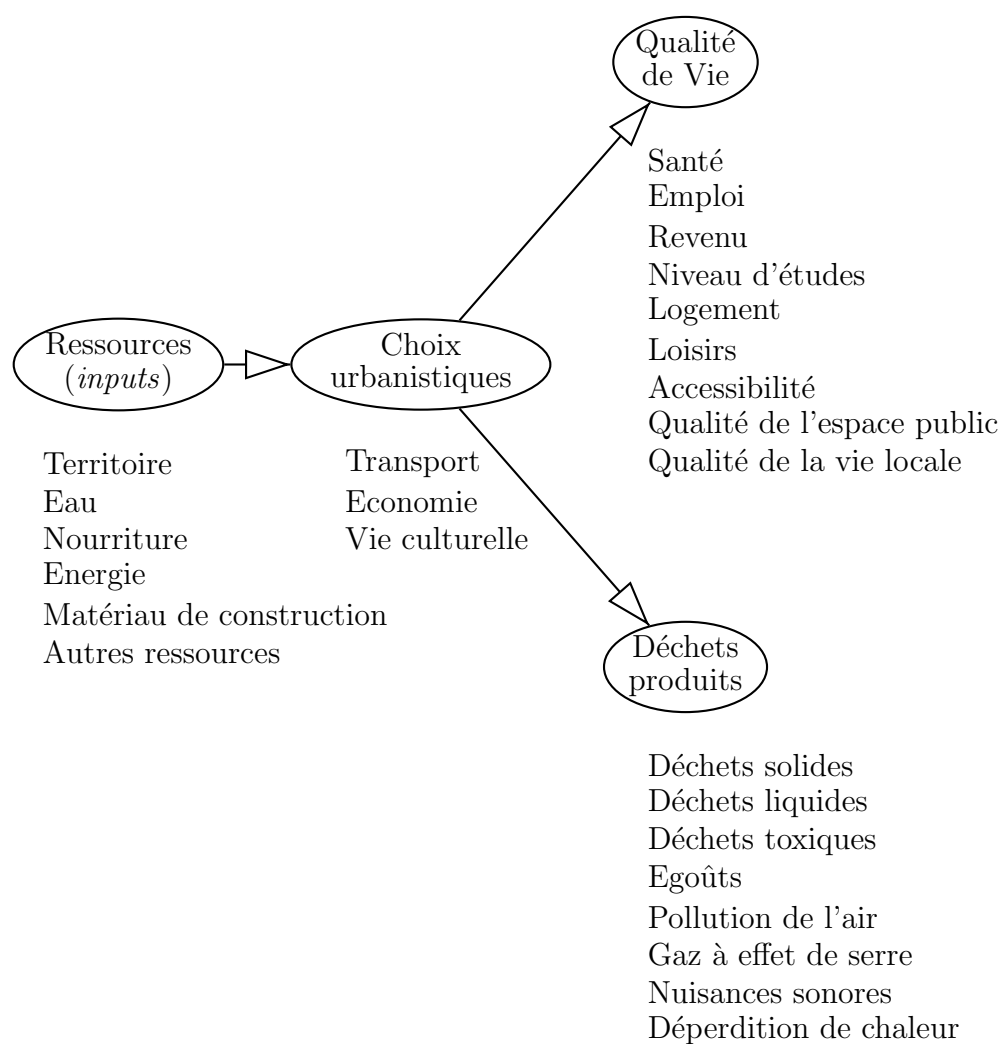 Qualité
de Vie
Santé
Emploi
Revenu
Niveau d'études
Logement
Loisirs
Accessibilité
Qualité de l'espace public
Qualité de la vie locale
Ressources
(inputs)
Territoire
Eau
Nourriture
Energie
Matériau de construction
Autres ressources
Choix
urbanistiques
Transport
Economie
Vie culturelle
Déchets
produits
Déchets solides
Déchets liquides
Déchets toxiques
Egoûts
Pollution de l'air
Gaz à effet de serre
Nuisances sonores
Déperdition de chaleur